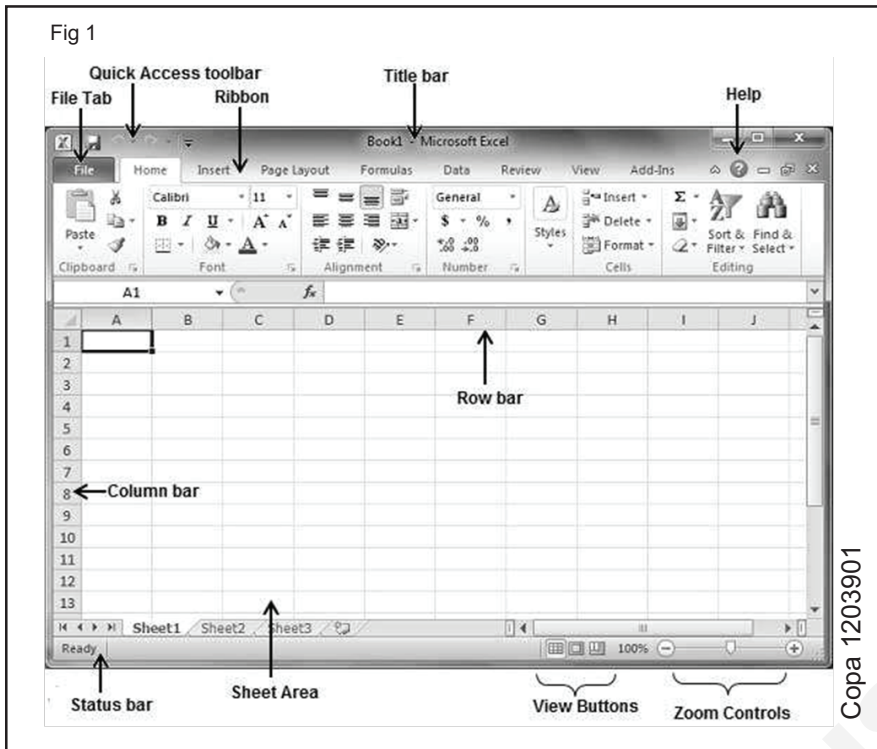 Fig 1
Quick Access toolbar
Title bar
File Tab
Ribbon
Help
Book1 - Microsoft Excel
File Home Insert Page Layout Formulas Data Review View Add-Ins
Calibri 11 General Insert Σ
Paste B I U A A $ % , Styles Delete Sort & Find &
A Format Filter Select
Clipboard Font Alignment Number Cells Editing
A1 fx
A B C D E F G H I J
1
2
3
Row bar
4
5
6
7
8 Column bar
9
10
11
12
13
Sheet1 Sheet2 Sheet3
Ready 100%
Status bar
Sheet Area
View Buttons
Zoom Controls
Copa 1203901